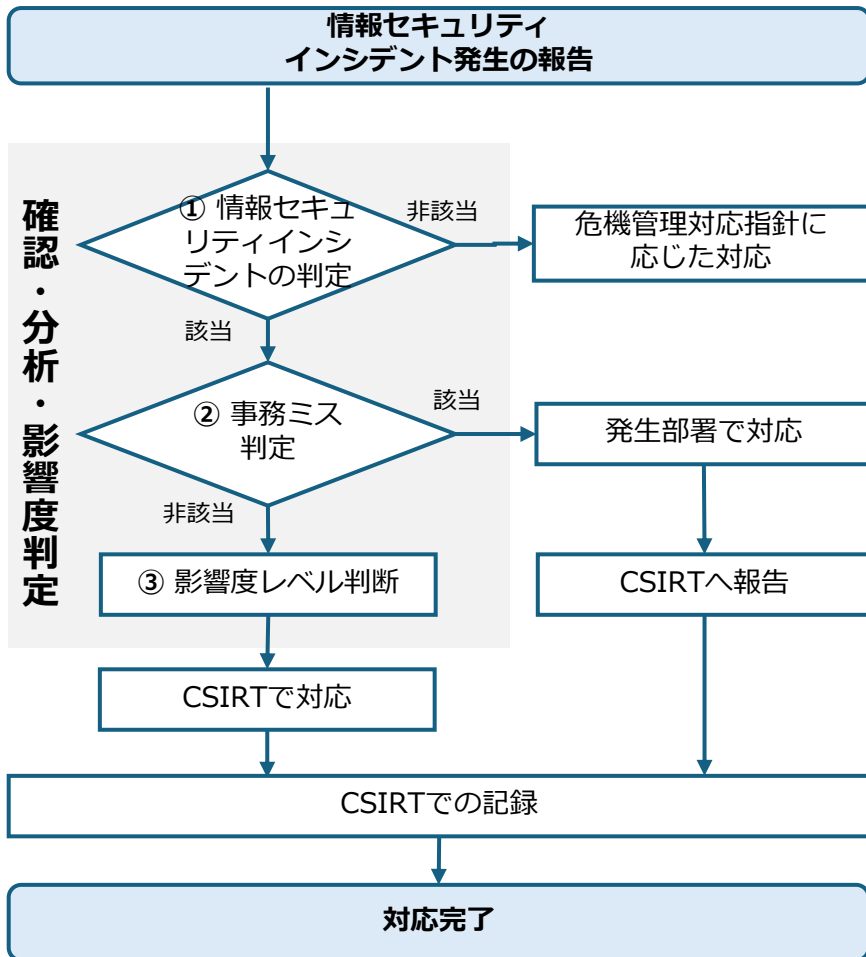 情報セキュリティ
インシデント発生の報告
確認・分析・影響度判定
① 情報セキュ
リティインシ
デントの判定
非該当
危機管理対応指針に
応じた対応
該当
② 事務ミス
判定
該当
発生部署で対応
非該当
③ 影響度レベル判断
CSIRTへ報告
CSIRTで対応
CSIRTでの記録
対応完了